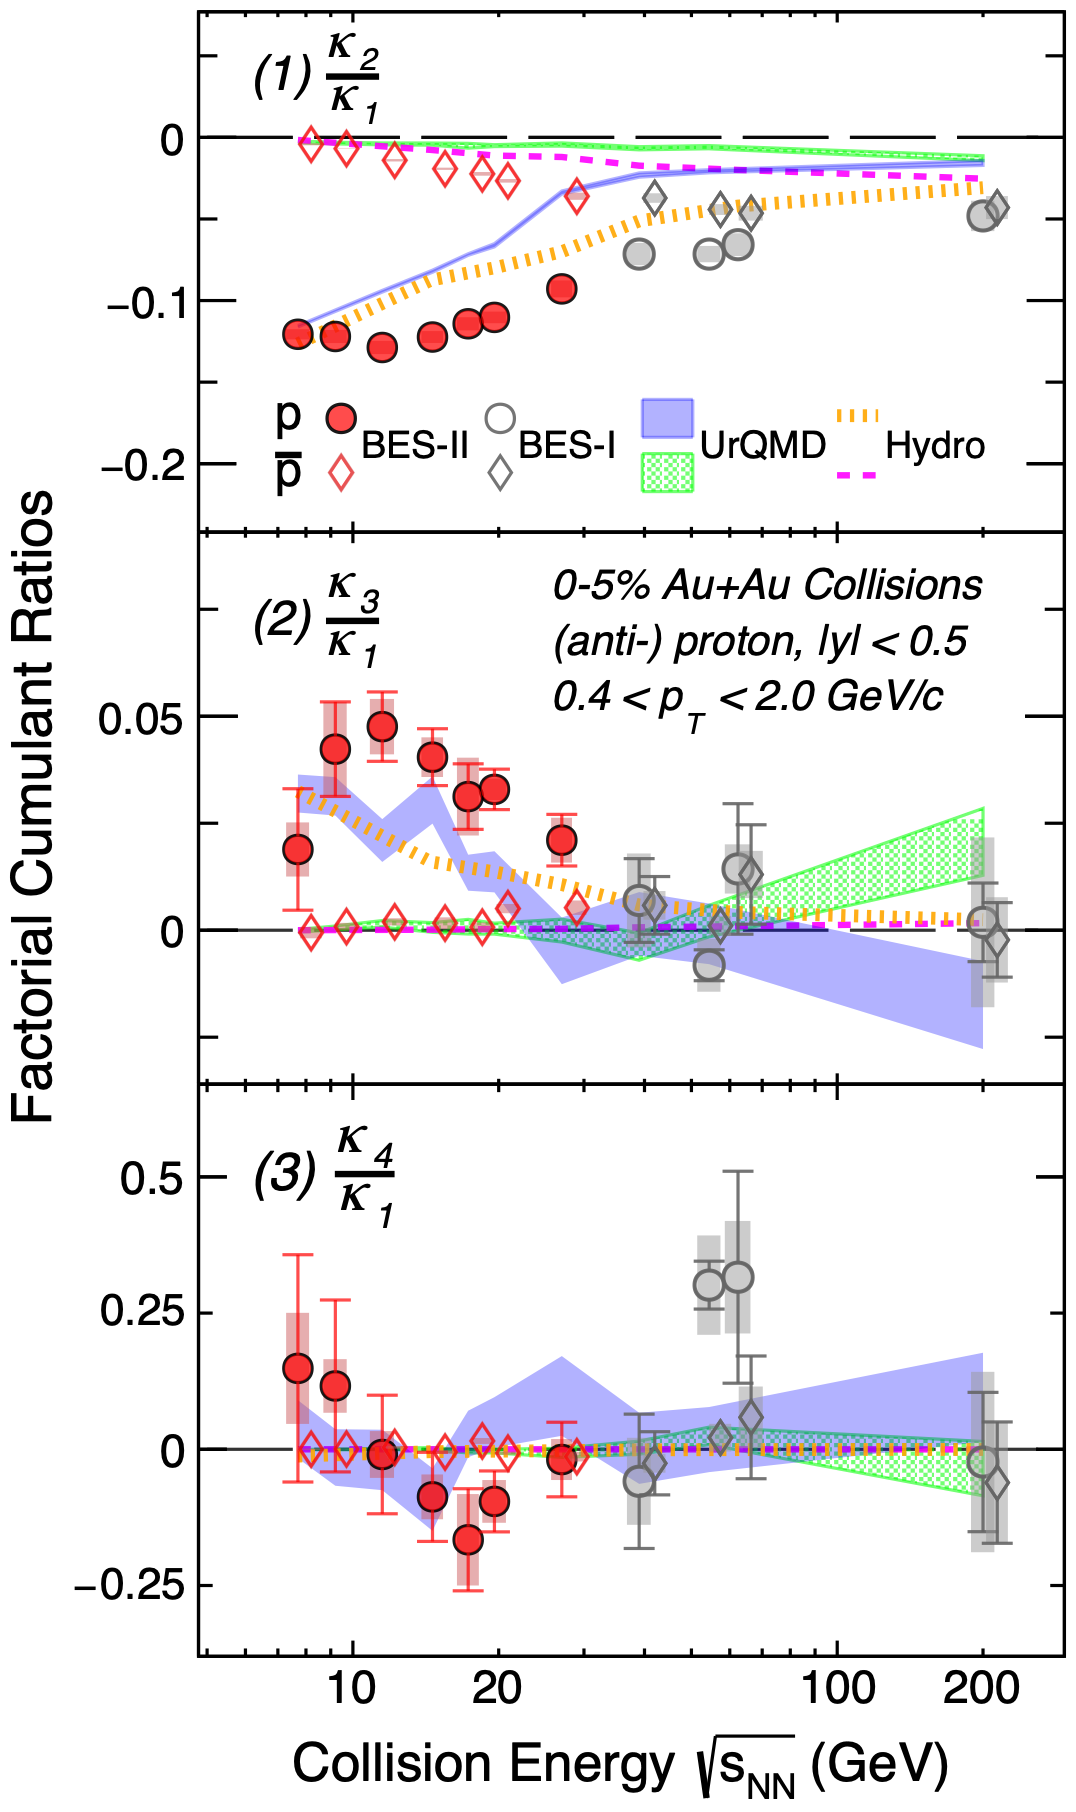 Factorial Cumulant Ratios
(1) κ2/κ1
0
−0.1
−0.2
p BES-II BES-I UrQMD Hydro
p̅
(2) κ3/κ1
0-5% Au+Au Collisions
(anti-) proton, |y| < 0.5
0.4 < pT < 2.0 GeV/c
0.05
0
(3) κ4/κ1
0.5
0.25
0
−0.25
10 20 100 200
Collision Energy √sNN (GeV)